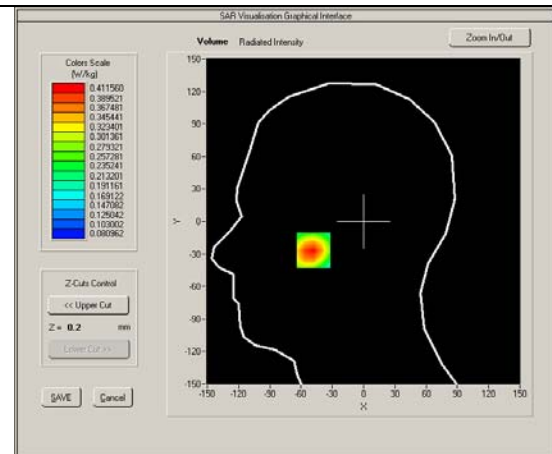 SAR Visualisation Graphical Interface
Volume Radiated Intensity
Zoom In/Out
Colors Scale
(W/kg)
0.411560
0.389521
0.367481
0.345441
0.323401
0.301361
0.279321
0.257281
0.235241
0.213201
0.191161
0.169122
0.147082
0.125042
0.103002
0.080962
Z-Cuts Control
<< Upper Cut
Z = 0.2 mm
Lower Cut >>
SAVE Cancel
150
120
90
60
30
0
-30
-60
-90
-120
-150
Y
-150 -120 -90 -60 -30 0 30 60 90 120 150
X